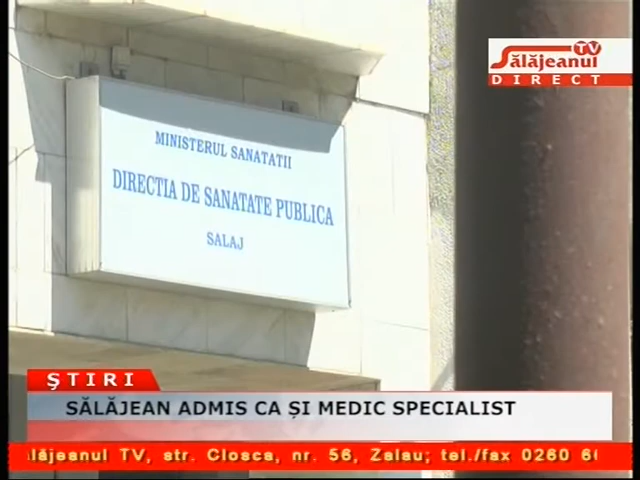 Sălăjeanul TV
DIRECT
MINISTERUL SANATATII
DIRECTIA DE SANATATE PUBLICA
SALAJ
ŞTIRI
SĂLĂJEAN ADMIS CA ȘI MEDIC SPECIALIST
ălăjeanul TV, str. Closca, nr. 56, Zalau; tel./fax 0260 6